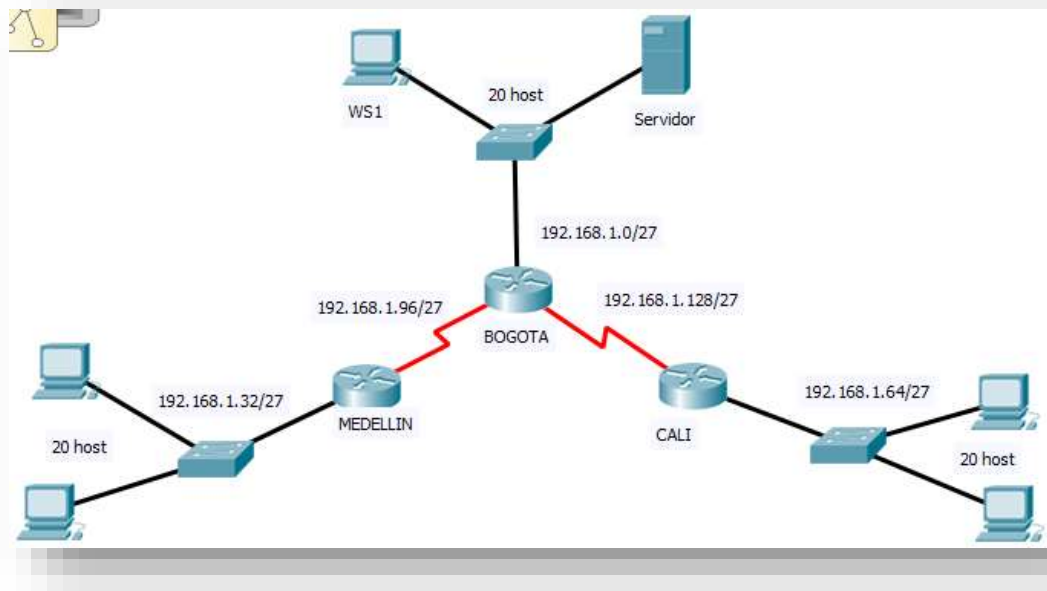 20 host
WS1
Servidor
192.168.1.0/27
192.168.1.96/27
192.168.1.128/27
BOGOTA
192.168.1.32/27
MEDELLIN
192.168.1.64/27
CALI
20 host
20 host